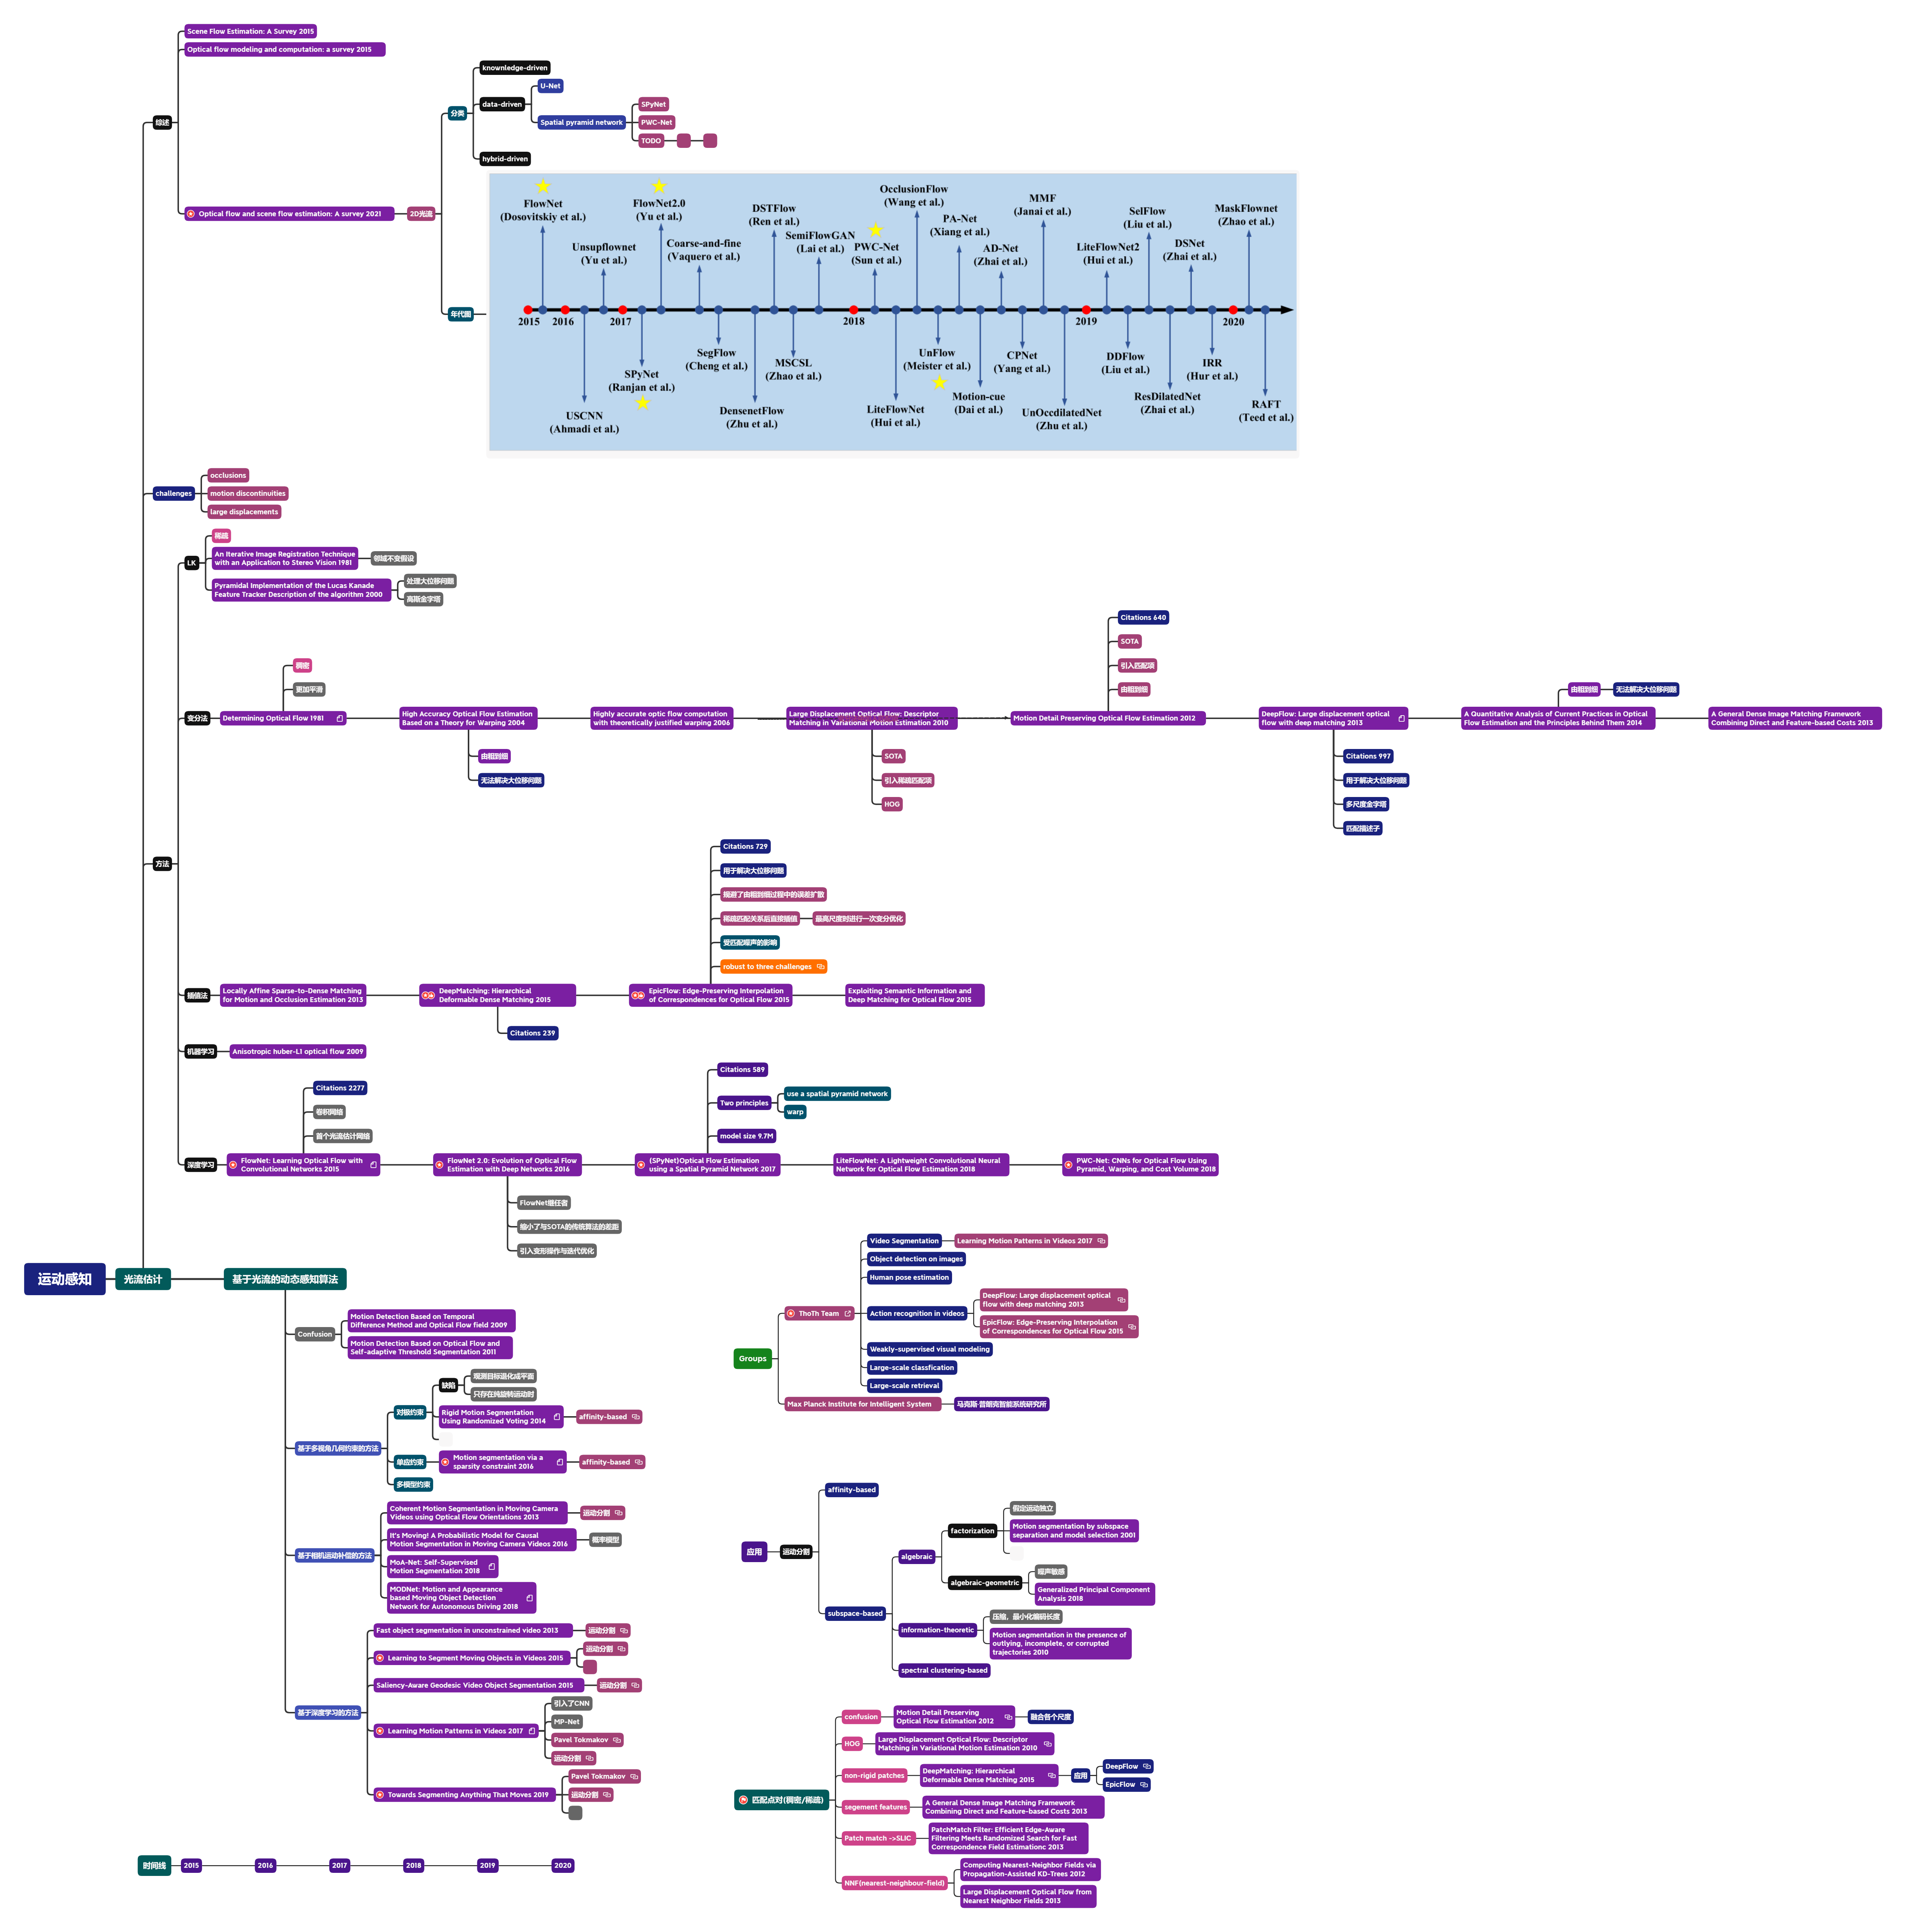 Scene Flow Estimation: A Survey 2015
Optical flow modeling and computation: a survey 2015
综述
Optical flow and scene flow estimation: A survey 2021
2D光流
分类
knownledge-driven
data-driven
U-Net
Spatial pyramid network
SPyNet
PWC-Net
TODO
hybrid-driven
年代图
FlowNet
(Dosovitskiy et al.)
Unsupflownet
(Yu et al.)
FlowNet2.0
(Yu et al.)
Coarse-and-fine
(Vaquero et al.)
DSTFlow
(Ren et al.)
SemiFlowGAN
(Lai et al.)
PWC-Net
(Sun et al.)
OcclusionFlow
(Wang et al.)
PA-Net
(Xiang et al.)
AD-Net
(Zhai et al.)
MMF
(Janai et al.)
LiteFlowNet2
(Hui et al.)
SelFlow
(Liu et al.)
DSNet
(Zhai et al.)
MaskFlownet
(Zhao et al.)
2015
2016
2017
2018
2019
2020
USCNN
(Ahmadi et al.)
SPyNet
(Ranjan et al.)
SegFlow
(Cheng et al.)
DensenetFlow
(Zhu et al.)
MSCSL
(Zhao et al.)
LiteFlowNet
(Hui et al.)
UnFlow
(Meister et al.)
Motion-cue
(Dai et al.)
CPNet
(Yang et al.)
UnOccdilatedNet
(Zhu et al.)
DDFlow
(Liu et al.)
ResDilatedNet
(Zhai et al.)
IRR
(Hur et al.)
RAFT
(Teed et al.)
challenges
occlusions
motion discontinuities
large displacements
方法
LK
稀疏
An Iterative Image Registration Technique
with an Application to Stereo Vision 1981
邻域不变假设
Pyramidal Implementation of the Lucas Kanade
Feature Tracker Description of the algorithm 2000
处理大位移问题
高斯金字塔
变分法
稠密
更加平滑
Determining Optical Flow 1981
High Accuracy Optical Flow Estimation
Based on a Theory for Warping 2004
由粗到细
无法解决大位移问题
Highly accurate optic flow computation
with theoretically justified warping 2006
Large Displacement Optical Flow: Descriptor
Matching in Variational Motion Estimation 2010
SOTA
引入稀疏匹配项
HOG
Citations 640
SOTA
引入匹配项
由粗到细
Motion Detail Preserving Optical Flow Estimation 2012
DeepFlow: Large displacement optical
flow with deep matching 2013
Citations 997
用于解决大位移问题
多尺度金字塔
匹配描述子
由粗到细
无法解决大位移问题
A Quantitative Analysis of Current Practices in Optical
Flow Estimation and the Principles Behind Them 2014
A General Dense Image Matching Framework
Combining Direct and Feature-based Costs 2013
插值法
Locally Affine Sparse-to-Dense Matching
for Motion and Occlusion Estimation 2013
DeepMatching: Hierarchical
Deformable Dense Matching 2015
Citations 239
Citations 729
用于解决大位移问题
规避了由粗到细过程中的误差扩散
稀疏匹配关系后直接插值
最高尺度时进行一次变分优化
受匹配噪声的影响
robust to three challenges
EpicFlow: Edge-Preserving Interpolation
of Correspondences for Optical Flow 2015
Exploiting Semantic Information and
Deep Matching for Optical Flow 2015
机器学习
Anisotropic huber-L1 optical flow 2009
深度学习
Citations 2277
卷积网络
首个光流估计网络
FlowNet: Learning Optical Flow with
Convolutional Networks 2015
FlowNet 2.0: Evolution of Optical Flow
Estimation with Deep Networks 2016
FlowNet继任者
缩小了与SOTA的传统算法的差距
引入变形操作与迭代优化
Citations 589
Two principles
use a spatial pyramid network
warp
model size 9.7M
(SPyNet)Optical Flow Estimation
using a Spatial Pyramid Network 2017
LiteFlowNet: A Lightweight Convolutional Neural
Network for Optical Flow Estimation 2018
PWC-Net: CNNs for Optical Flow Using
Pyramid, Warping, and Cost Volume 2018
运动感知
光流估计
基于光流的动态感知算法
Confusion
Motion Detection Based on Temporal
Difference Method and Optical Flow field 2009
Motion Detection Based on Optical Flow and
Self-adaptive Threshold Segmentation 2011
基于多视角几何约束的方法
对极约束
缺陷
观测目标退化成平面
只存在纯旋转运动时
Rigid Motion Segmentation
Using Randomized Voting 2014
affinity-based
单应约束
Motion segmentation via a
sparsity constraint 2016
affinity-based
多模型约束
基于相机运动补偿的方法
Coherent Motion Segmentation in Moving Camera
Videos using Optical Flow Orientations 2013
运动分割
It's Moving! A Probabilistic Model for Causal
Motion Segmentation in Moving Camera Videos 2016
概率模型
MoA-Net: Self-Supervised
Motion Segmentation 2018
MODNet: Motion and Appearance
based Moving Object Detection
Network for Autonomous Driving 2018
基于深度学习的方法
Fast object segmentation in unconstrained video 2013
运动分割
Learning to Segment Moving Objects in Videos 2015
运动分割
Saliency-Aware Geodesic Video Object Segmentation 2015
运动分割
Learning Motion Patterns in Videos 2017
引入了CNN
MP-Net
Pavel Tokmakov
运动分割
Towards Segmenting Anything That Moves 2019
Pavel Tokmakov
运动分割
时间线
2015
2016
2017
2018
2019
2020
Groups
ThoTh Team
Video Segmentation
Learning Motion Patterns in Videos 2017
Object detection on images
Human pose estimation
Action recognition in videos
DeepFlow: Large displacement optical
flow with deep matching 2013
EpicFlow: Edge-Preserving Interpolation
of Correspondences for Optical Flow 2015
Weakly-supervised visual modeling
Large-scale classfication
Large-scale retrieval
Max Planck Institute for Intelligent System
马克斯·普朗克智能系统研究所
应用
运动分割
affinity-based
subspace-based
algebraic
factorization
假定运动独立
Motion segmentation by subspace
separation and model selection 2001
algebraic-geometric
噪声敏感
Generalized Principal Component
Analysis 2018
information-theoretic
压缩，最小化编码长度
Motion segmentation in the presence of
outlying, incomplete, or corrupted
trajectories 2010
spectral clustering-based
匹配点对(稠密/稀疏)
confusion
Motion Detail Preserving
Optical Flow Estimation 2012
融合各个尺度
HOG
Large Displacement Optical Flow: Descriptor
Matching in Variational Motion Estimation 2010
non-rigid patches
DeepMatching: Hierarchical
Deformable Dense Matching 2015
应用
DeepFlow
EpicFlow
segement features
A General Dense Image Matching Framework
Combining Direct and Feature-based Costs 2013
Patch match ->SLIC
PatchMatch Filter: Efficient Edge-Aware
Filtering Meets Randomized Search for Fast
Correspondence Field Estimationc 2013
NNF(nearest-neighbour-field)
Computing Nearest-Neighbor Fields via
Propagation-Assisted KD-Trees 2012
Large Displacement Optical Flow from
Nearest Neighbor Fields 2013